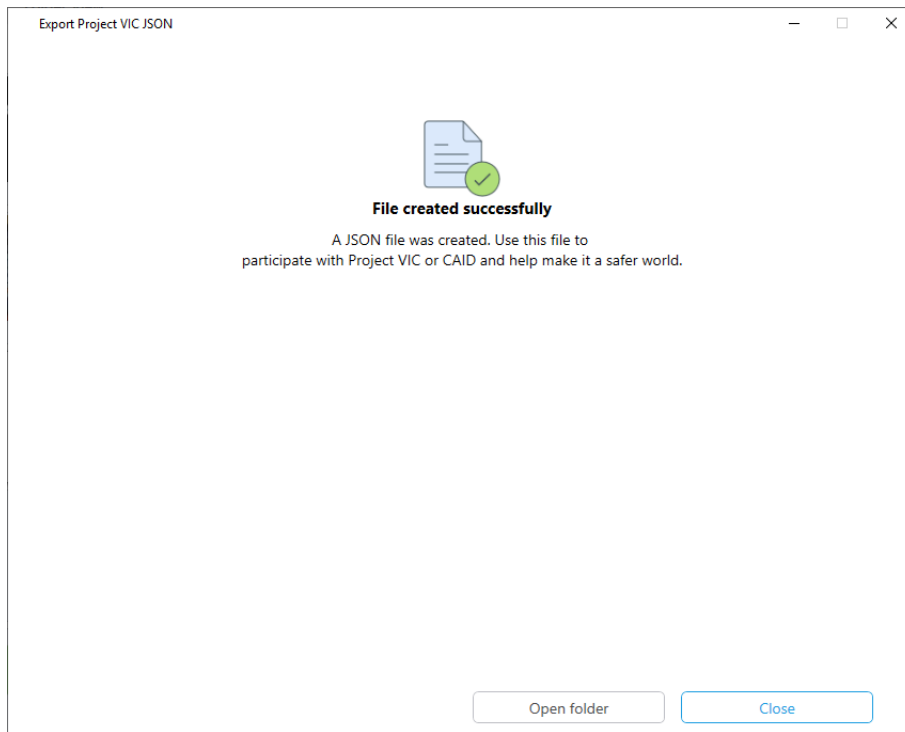 Export Project VIC JSON
File created successfully
A JSON file was created. Use this file to
participate with Project VIC or CAID and help make it a safer world.
Open folder
Close